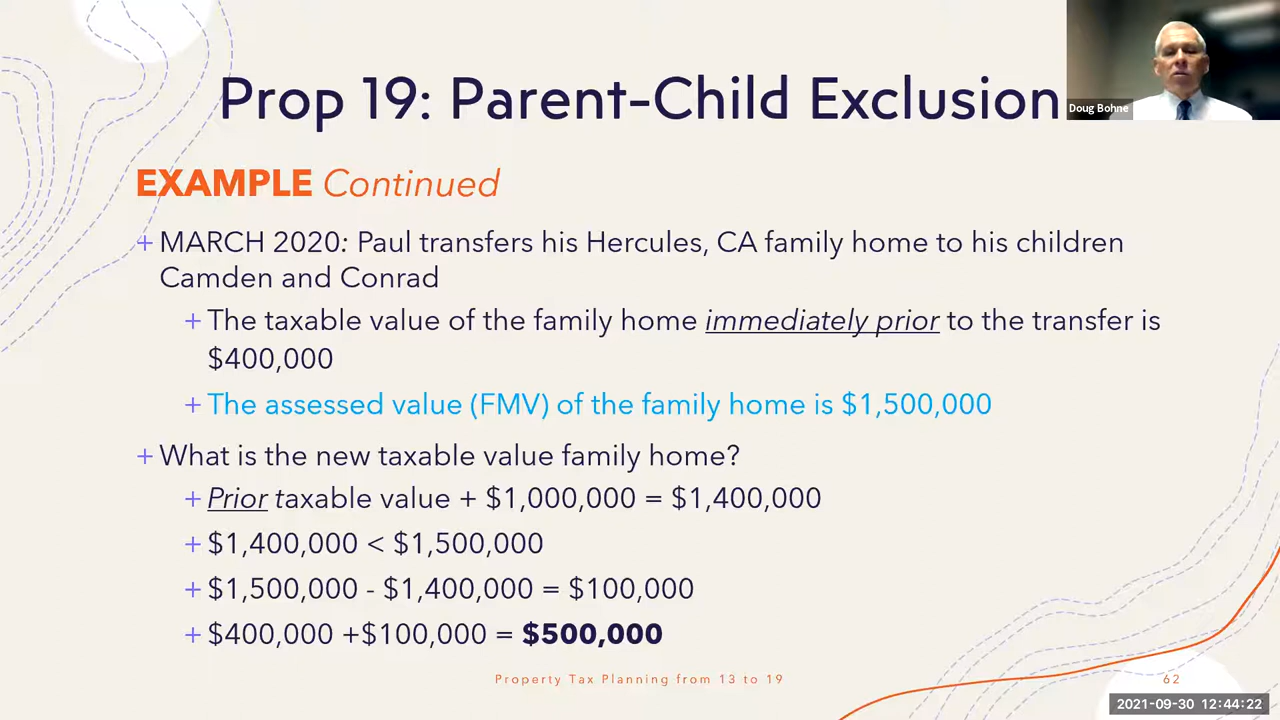 Prop 19: Parent-Child Exclusion
Doug Bohne
EXAMPLE Continued
+ MARCH 2020: Paul transfers his Hercules, CA family home to his children
Camden and Conrad
+ The taxable value of the family home immediately prior to the transfer is
$400,000
+ The assessed value (FMV) of the family home is $1,500,000
+ What is the new taxable value family home?
+ Prior taxable value + $1,000,000 = $1,400,000
+ $1,400,000 < $1,500,000
+ $1,500,000 - $1,400,000 = $100,000
+ $400,000 +$100,000 = $500,000
Property Tax Planning from 13 to 19
62
2021-09-30 12:44:22